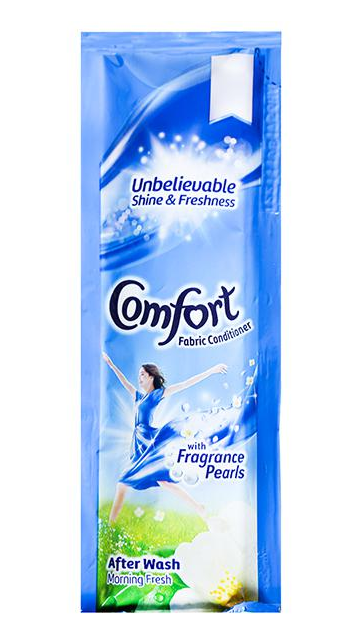 Unbelievable
Shine & Freshness
Comfort
Fabric Conditioner
with
Fragrance
Pearls
After Wash
Morning Fresh